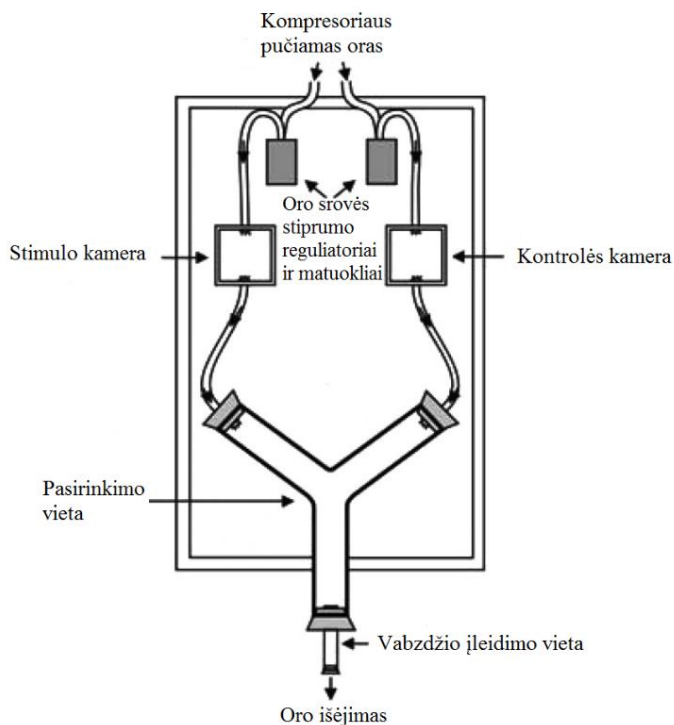 Kompresoriaus
pučiamas oras
Oro srovės
stiprumo
reguliatoriai
ir matuokliai
Stimulo kamera
Kontrolės kamera
Pasirinkimo
vieta
Vabzdžio įleidimo vieta
Oro išėjimas